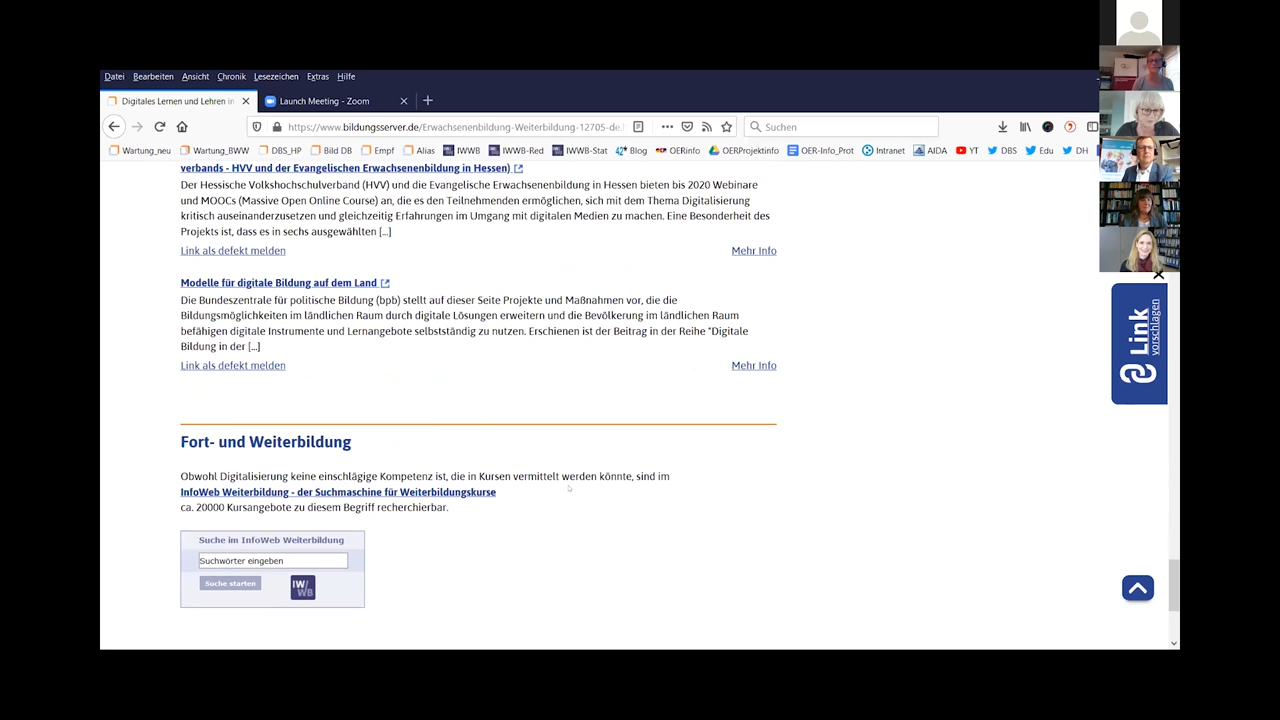 Datei Bearbeiten Ansicht Chronik Lesezeichen Extras Hilfe
Digitales Lernen und Lehren in
Launch Meeting - Zoom
https://www.bildungsserver.de/Erwachsenenbildung-Weiterbildung-12705-de.
Suchen
Wartung_neu Wartung_BWW DBS_HP Bild DB Empf Alias IWWB IWWB-Red IWWB-Stat Blog OERinfo OERProjektinfo OER-Info_Prot Intranet AIDA YT DBS Edu DH
verbands - HVV und der Evangelischen Erwachsenenbildung in Hessen)
Der Hessische Volkshochschulverband (HVV) und die Evangelische Erwachsenenbildung in Hessen bieten bis 2020 Webinare
und MOOCs (Massive Open Online Course) an, die es den Teilnehmenden ermöglichen, sich mit dem Thema Digitalisierung
kritisch auseinanderzusetzen und gleichzeitig Erfahrungen im Umgang mit digitalen Medien zu machen. Eine Besonderheit des
Projekts ist, dass es in sechs ausgewählten [...]
Link als defekt melden
Mehr Info
Modelle für digitale Bildung auf dem Land
Die Bundeszentrale für politische Bildung (bpb) stellt auf dieser Seite Projekte und Maßnahmen vor, die die
Bildungsmöglichkeiten im ländlichen Raum durch digitale Lösungen erweitern und die Bevölkerung im ländlichen Raum
befähigen digitale Instrumente und Lernangebote selbstständig zu nutzen. Erschienen ist der Beitrag in der Reihe "Digitale
Bildung in der [...]
Link als defekt melden
Mehr Info
Link
vorschlagen
Fort- und Weiterbildung
Obwohl Digitalisierung keine einschlägige Kompetenz ist, die in Kursen vermittelt werden könnte, sind im
InfoWeb Weiterbildung - der Suchmaschine für Weiterbildungskurse
ca. 20000 Kursangebote zu diesem Begriff recherchierbar.
Suche im InfoWeb Weiterbildung
Suchwörter eingeben
Suche starten
IW/
WB